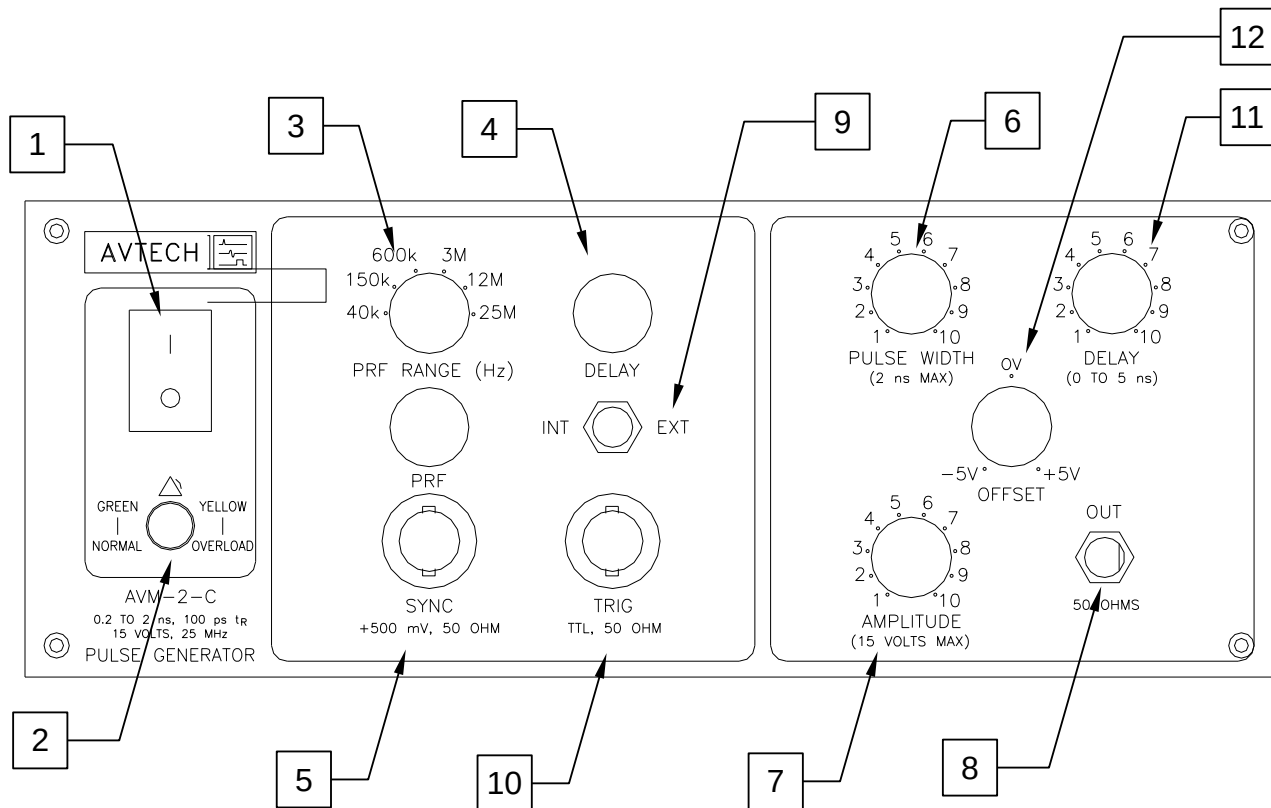 12
3
4
9
6
11
1
AVTECH
600k 3M
150k 12M
40k 25M
PRF RANGE (Hz)
DELAY
INT EXT
PRF
GREEN YELLOW
NORMAL OVERLOAD
SYNC
+500 mV, 50 OHM
TRIG
TTL, 50 OHM
AVM-2-C
0.2 TO 2 ns, 100 ps tR
15 VOLTS, 25 MHz
PULSE GENERATOR
1 2 3 4 5 6 7 8 9 10
PULSE WIDTH
(2 ns MAX)
1 2 3 4 5 6 7 8 9 10
DELAY
(0 TO 5 ns)
0V
-5V +5V
OFFSET
1 2 3 4 5 6 7 8 9 10
AMPLITUDE
(15 VOLTS MAX)
OUT
50 OHMS
2
5
10
7
8